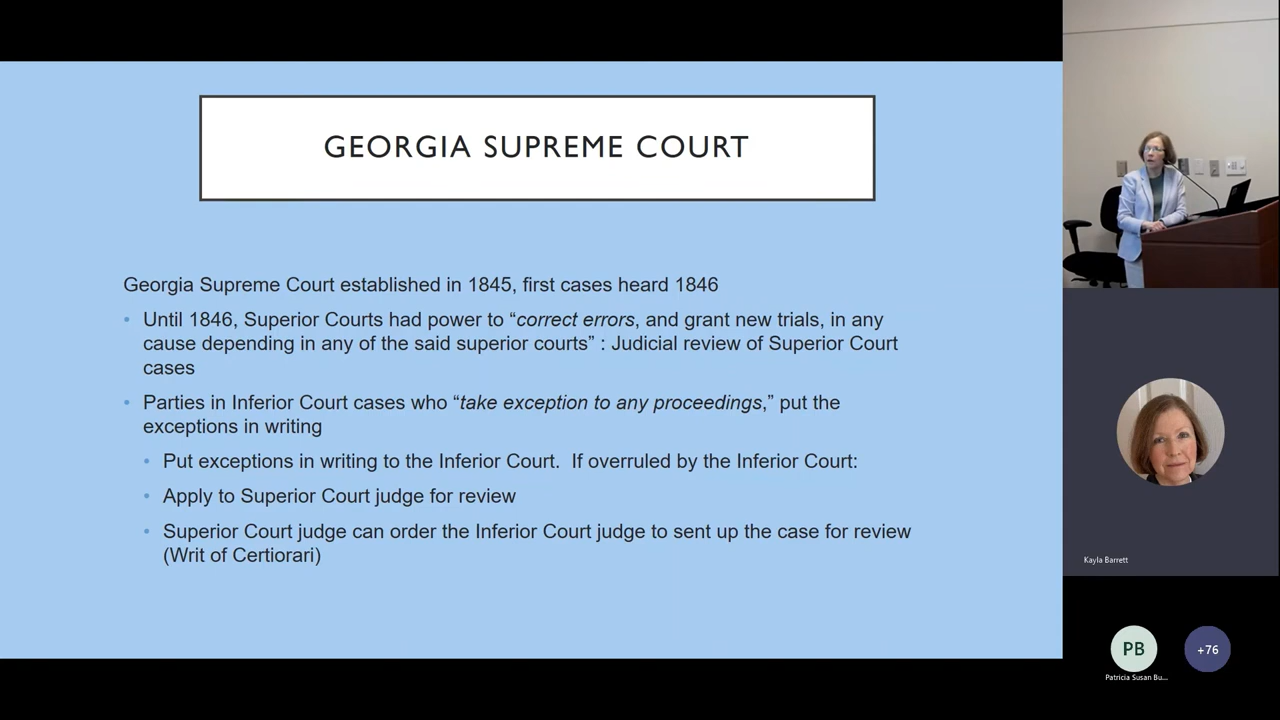 GEORGIA SUPREME COURT
Georgia Supreme Court established in 1845, first cases heard 1846
• Until 1846, Superior Courts had power to “correct errors, and grant new trials, in any
cause depending in any of the said superior courts” : Judicial review of Superior Court
cases
• Parties in Inferior Court cases who “take exception to any proceedings,” put the
exceptions in writing
• Put exceptions in writing to the Inferior Court.  If overruled by the Inferior Court:
• Apply to Superior Court judge for review
• Superior Court judge can order the Inferior Court judge to sent up the case for review
(Writ of Certiorari)
Kayla Barrett
PB
+76
Patricia Susan Bu...